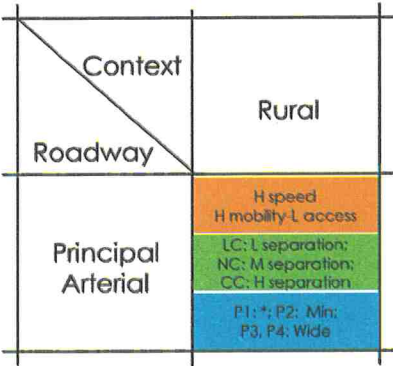 Context
Rural
Roadway
Principal
Arterial
H speed
H mobility-L access
LC: L separation;
NC: M separation;
CC: H separation
P1: *; P2: Min;
P3, P4: Wide